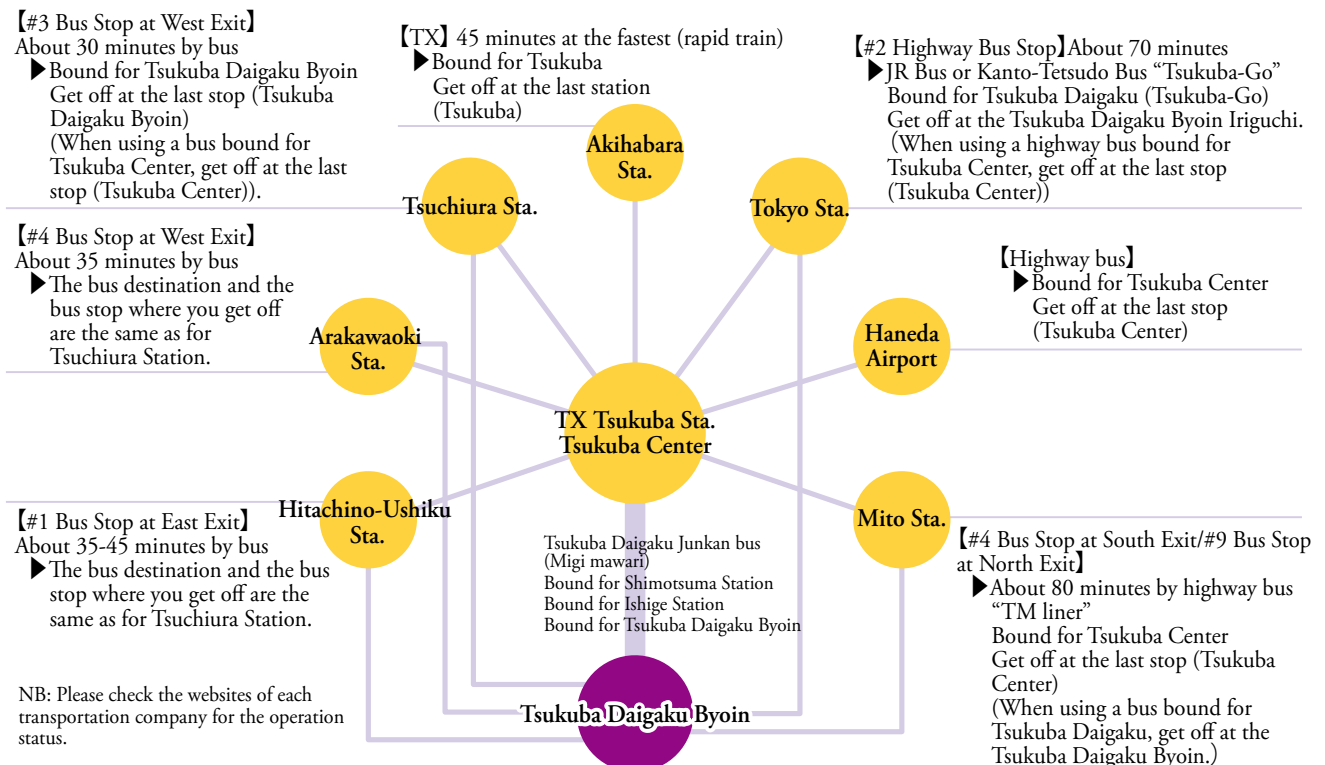 【#3 Bus Stop at West Exit】
About 30 minutes by bus
▶Bound for Tsukuba Daigaku Byoin
Get off at the last stop (Tsukuba
Daigaku Byoin)
(When using a bus bound for
Tsukuba Center, get off at the last
stop (Tsukuba Center)).
【TX】 45 minutes at the fastest (rapid train)
▶Bound for Tsukuba
Get off at the last station
(Tsukuba)
【#2 Highway Bus Stop】About 70 minutes
▶JR Bus or Kanto-Tetsudo Bus “Tsukuba-Go”
Bound for Tsukuba Daigaku (Tsukuba-Go)
Get off at the Tsukuba Daigaku Byoin Iriguchi.
(When using a highway bus bound for
Tsukuba Center, get off at the last stop
(Tsukuba Center))
Akihabara
Sta.
Tsuchiura Sta.
Tokyo Sta.
【#4 Bus Stop at West Exit】
About 35 minutes by bus
▶The bus destination and the
bus stop where you get off
are the same as for
Tsuchiura Station.
Arakawaoki
Sta.
【Highway bus】
▶Bound for Tsukuba Center
Get off at the last stop
(Tsukuba Center)
Haneda
Airport
TX Tsukuba Sta.
Tsukuba Center
Hitachino-Ushiku
Sta.
Mito Sta.
【#1 Bus Stop at East Exit】
About 35-45 minutes by bus
▶The bus destination and the bus
stop where you get off are the
same as for Tsuchiura Station.
Tsukuba Daigaku Junkan bus
(Migi mawari)
Bound for Shimotsuma Station
Bound for Ishige Station
Bound for Tsukuba Daigaku Byoin
【#4 Bus Stop at South Exit/#9 Bus Stop
at North Exit】
▶About 80 minutes by highway bus
“TM liner”
Bound for Tsukuba Center
Get off at the last stop (Tsukuba
Center)
(When using a bus bound for
Tsukuba Daigaku, get off at the
Tsukuba Daigaku Byoin.)
Tsukuba Daigaku Byoin
NB: Please check the websites of each
transportation company for the operation
status.